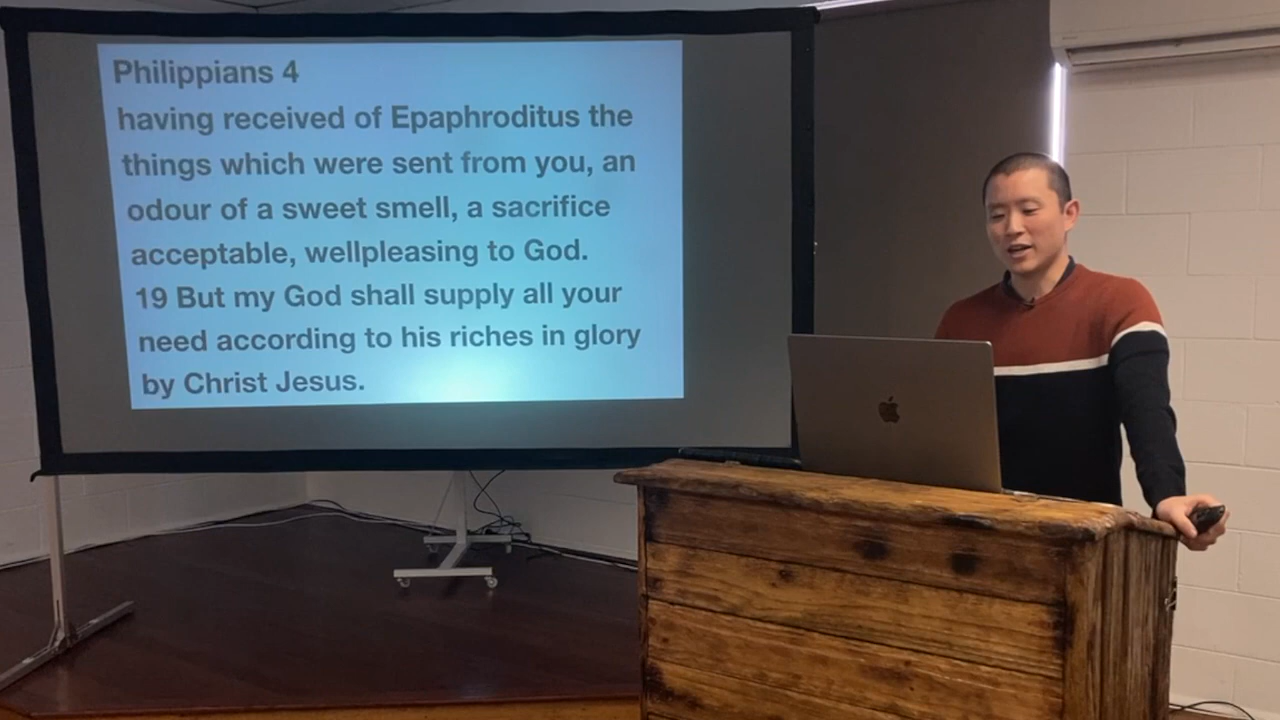 Philippians 4
having received of Epaphroditus the
things which were sent from you, an
odour of a sweet smell, a sacrifice
acceptable, wellpleasing to God.
19 But my God shall supply all your
need according to his riches in glory
by Christ Jesus.